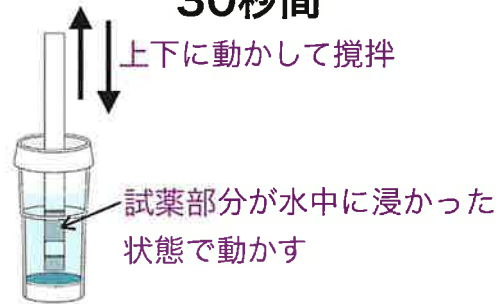 30秒間
上下に動かして撹拌
試薬部分が水中に浸かった
状態で動かす